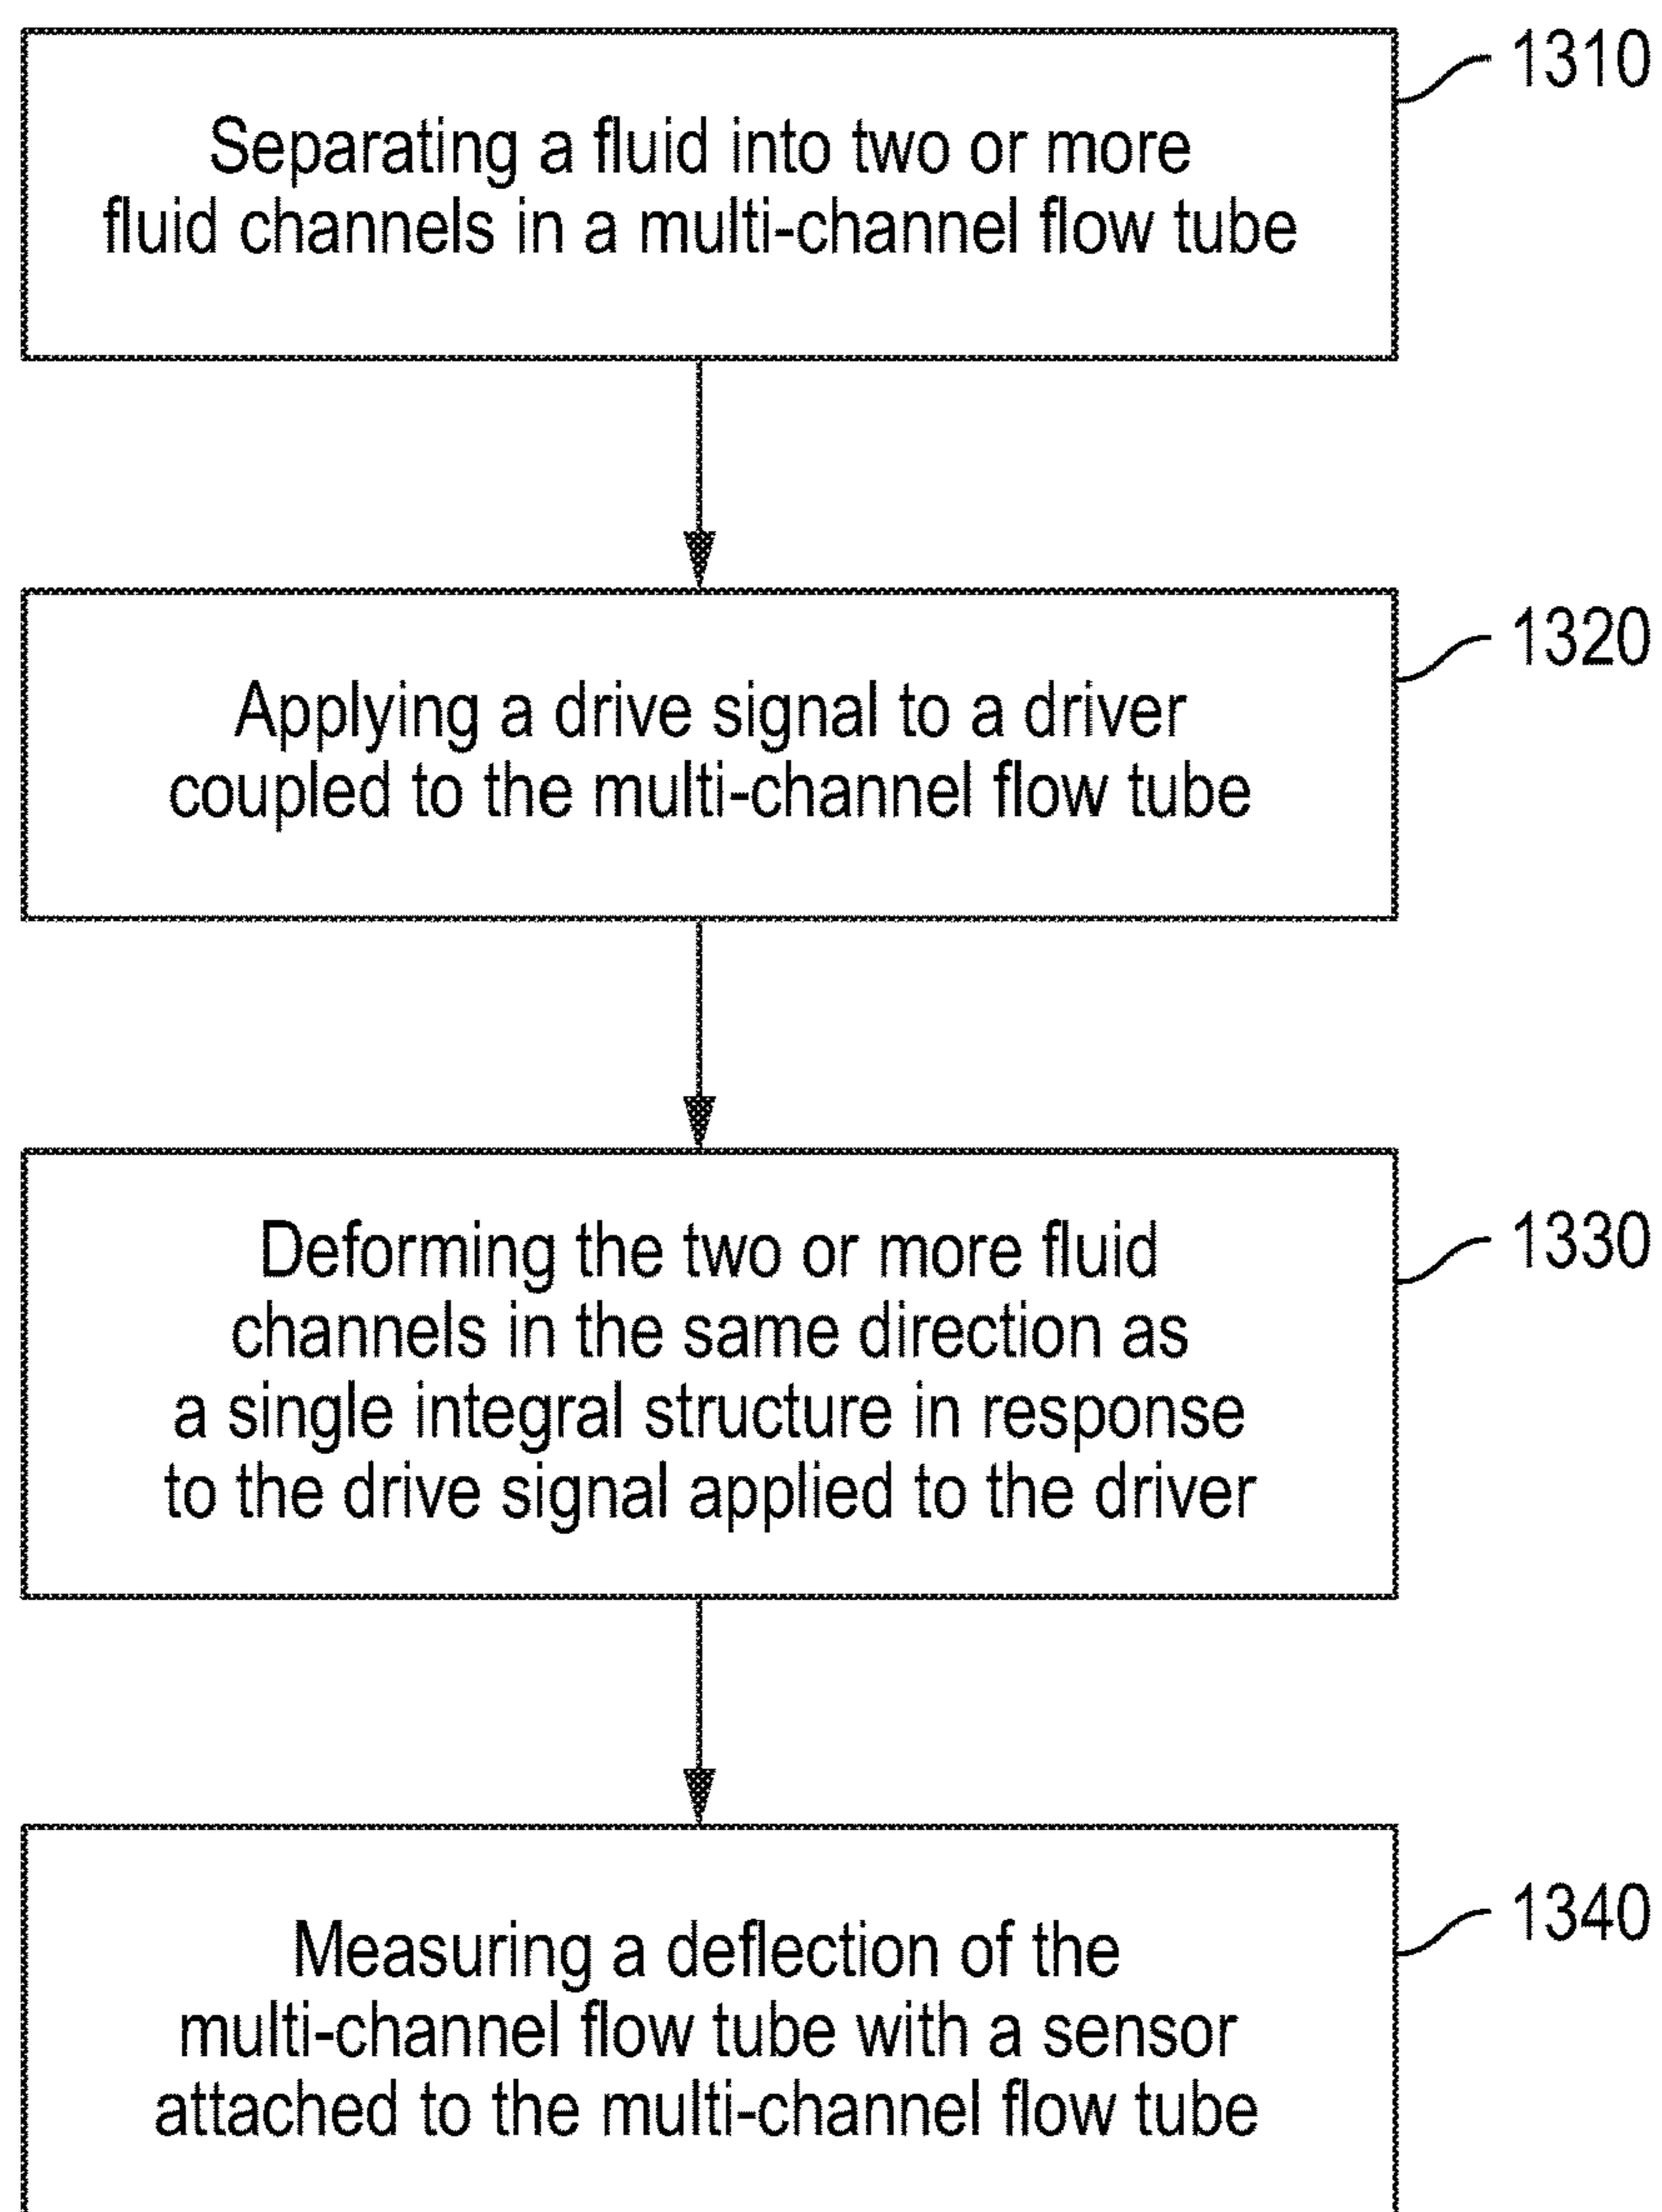 1310
Separating a fluid into two or more
fluid channels in a multi-channel flow tube
1320
Applying a drive signal to a driver
coupled to the multi-channel flow tube
1330
Deforming the two or more fluid
channels in the same direction as
a single integral structure in response
to the drive signal applied to the driver
1340
Measuring a deflection of the
multi-channel flow tube with a sensor
attached to the multi-channel flow tube